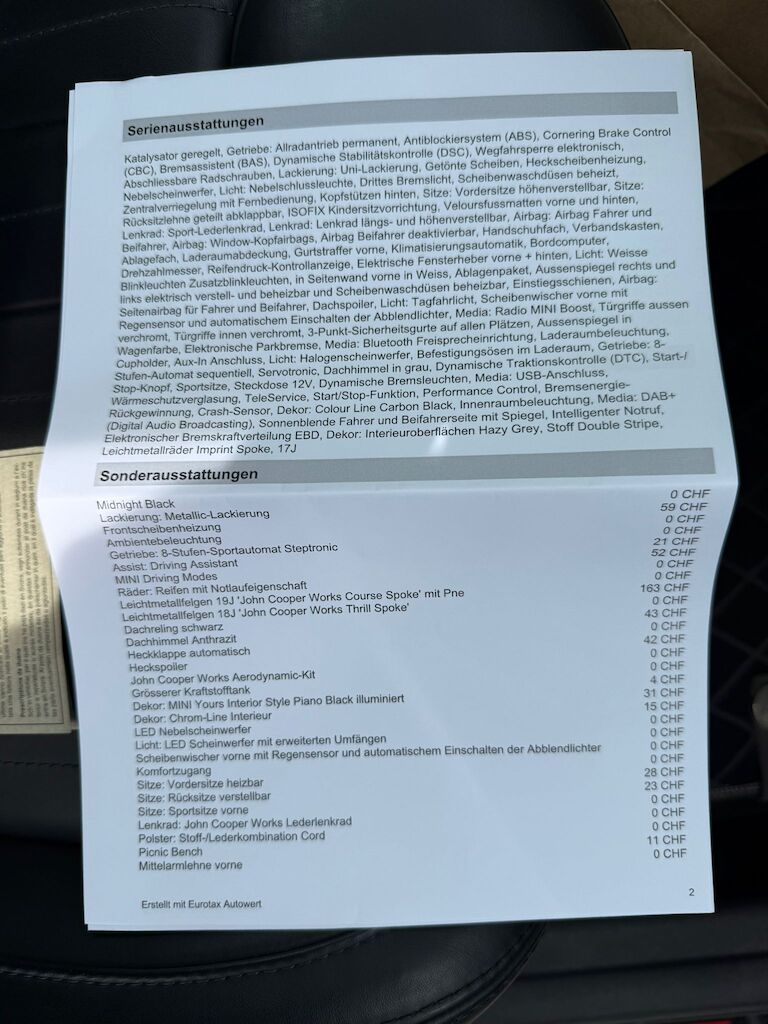 Serienausstattungen
Katalysator geregelt, Getriebe: Allradantrieb permanent, Antiblockiersystem (ABS), Cornering Brake Control
(CBC), Bremsassistent (BAS), Dynamische Stabilitätskontrolle (DSC), Wegfahrsperre elektronisch,
Abschliessbare Radschrauben, Lackierung: Uni-Lackierung, Getönte Scheiben, Heckscheibenheizung,
Nebelscheinwerfer, Licht: Nebelschlussleuchte, Drittes Bremslicht, Scheibenwaschdüsen beheizt,
Zentralverriegelung mit Fernbedienung, Kopfstützen hinten, Sitze: Vordersitze höhenverstellbar, Sitze:
Rücksitzlehne geteilt abklappbar, ISOFIX Kindersitzvorrichtung, Veloursfussmatten vorne und hinten,
Lenkrad: Sport-Lederlenkrad, Lenkrad: Lenkrad längs- und höhenverstellbar, Airbag: Airbag Fahrer und
Beifahrer, Airbag: Window-Kopfairbags, Airbag Beifahrer deaktivierbar, Handschuhfach, Verbandskasten,
Ablagefach, Laderaumabdeckung, Gurtstraffer vorne, Klimatisierungsautomatik, Bordcomputer,
Drehzahlmesser, Reifendruck-Kontrollanzeige, Elektrische Fensterheber vorne + hinten, Licht: Weisse
Blinkleuchten Zusatzblinkleuchten, in Seitenwand vorne in Weiss, Ablagenpaket, Aussenspiegel rechts und
links elektrisch verstell- und beheizbar und Scheibenwaschdüsen beheizbar, Einstiegsschienen, Airbag:
Seitenairbag für Fahrer und Beifahrer, Dachspoiler, Licht: Tagfahrlicht, Scheibenwischer vorne mit
Regensensor und automatischem Einschalten der Abblendlichter, Media: Radio MINI Boost, Türgriffe aussen
verchromt, Türgriffe innen verchromt, 3-Punkt-Sicherheitsgurte auf allen Plätzen, Aussenspiegel in
Wagenfarbe, Elektronische Parkbremse, Media: Bluetooth Freisprecheinrichtung, Laderaumbeleuchtung,
Cupholder, Aux-In Anschluss, Licht: Halogenscheinwerfer, Befestigungsösen im Laderaum, Getriebe: 8-
Stufen-Automat sequentiell, Servotronic, Dachhimmel in grau, Dynamische Traktionskontrolle (DTC), Start-/
Stop-Knopf, Sportsitze, Steckdose 12V, Dynamische Bremsleuchten, Media: USB-Anschluss,
Wärmeschutzverglasung, TeleService, Start/Stop-Funktion, Performance Control, Bremsenergie-
Rückgewinnung, Crash-Sensor, Dekor: Colour Line Carbon Black, Innenraumbeleuchtung, Media: DAB+
(Digital Audio Broadcasting), Sonnenblende Fahrer und Beifahrerseite mit Spiegel, Intelligenter Notruf,
Elektronischer Bremskraftverteilung EBD, Dekor: Interieuroberflächen Hazy Grey, Stoff Double Stripe,
Leichtmetallräder Imprint Spoke, 17J
Sonderausstattungen
Midnight Black 0 CHF
Lackierung: Metallic-Lackierung 59 CHF
Frontscheibenheizung 0 CHF
Ambientebeleuchtung 0 CHF
Getriebe: 8-Stufen-Sportautomat Steptronic 21 CHF
Assist: Driving Assistant 52 CHF
MINI Driving Modes 0 CHF
Räder: Reifen mit Notlaufeigenschaft 0 CHF
Leichtmetallfelgen 19J 'John Cooper Works Course Spoke' mit Pne 163 CHF
Leichtmetallfelgen 18J 'John Cooper Works Thrill Spoke' 0 CHF
Dachreling schwarz 43 CHF
Dachhimmel Anthrazit 0 CHF
Heckklappe automatisch 42 CHF
Heckspoiler 0 CHF
John Cooper Works Aerodynamic-Kit 0 CHF
Grösserer Kraftstofftank 4 CHF
Dekor: MINI Yours Interior Style Piano Black illuminiert 31 CHF
Dekor: Chrom-Line Interieur 15 CHF
LED Nebelscheinwerfer 0 CHF
Licht: LED Scheinwerfer mit erweiterten Umfängen 0 CHF
Scheibenwischer vorne mit Regensensor und automatischem Einschalten der Abblendlichter 0 CHF
Komfortzugang 0 CHF
Sitze: Vordersitze heizbar 28 CHF
Sitze: Rücksitze verstellbar 23 CHF
Sitze: Sportsitze vorne 0 CHF
Lenkrad: John Cooper Works Lederlenkrad 0 CHF
Polster: Stoff-/Lederkombination Cord 0 CHF
Picnic Bench 11 CHF
Mittelarmlehne vorne 0 CHF
2
Erstellt mit Eurotax Autowert